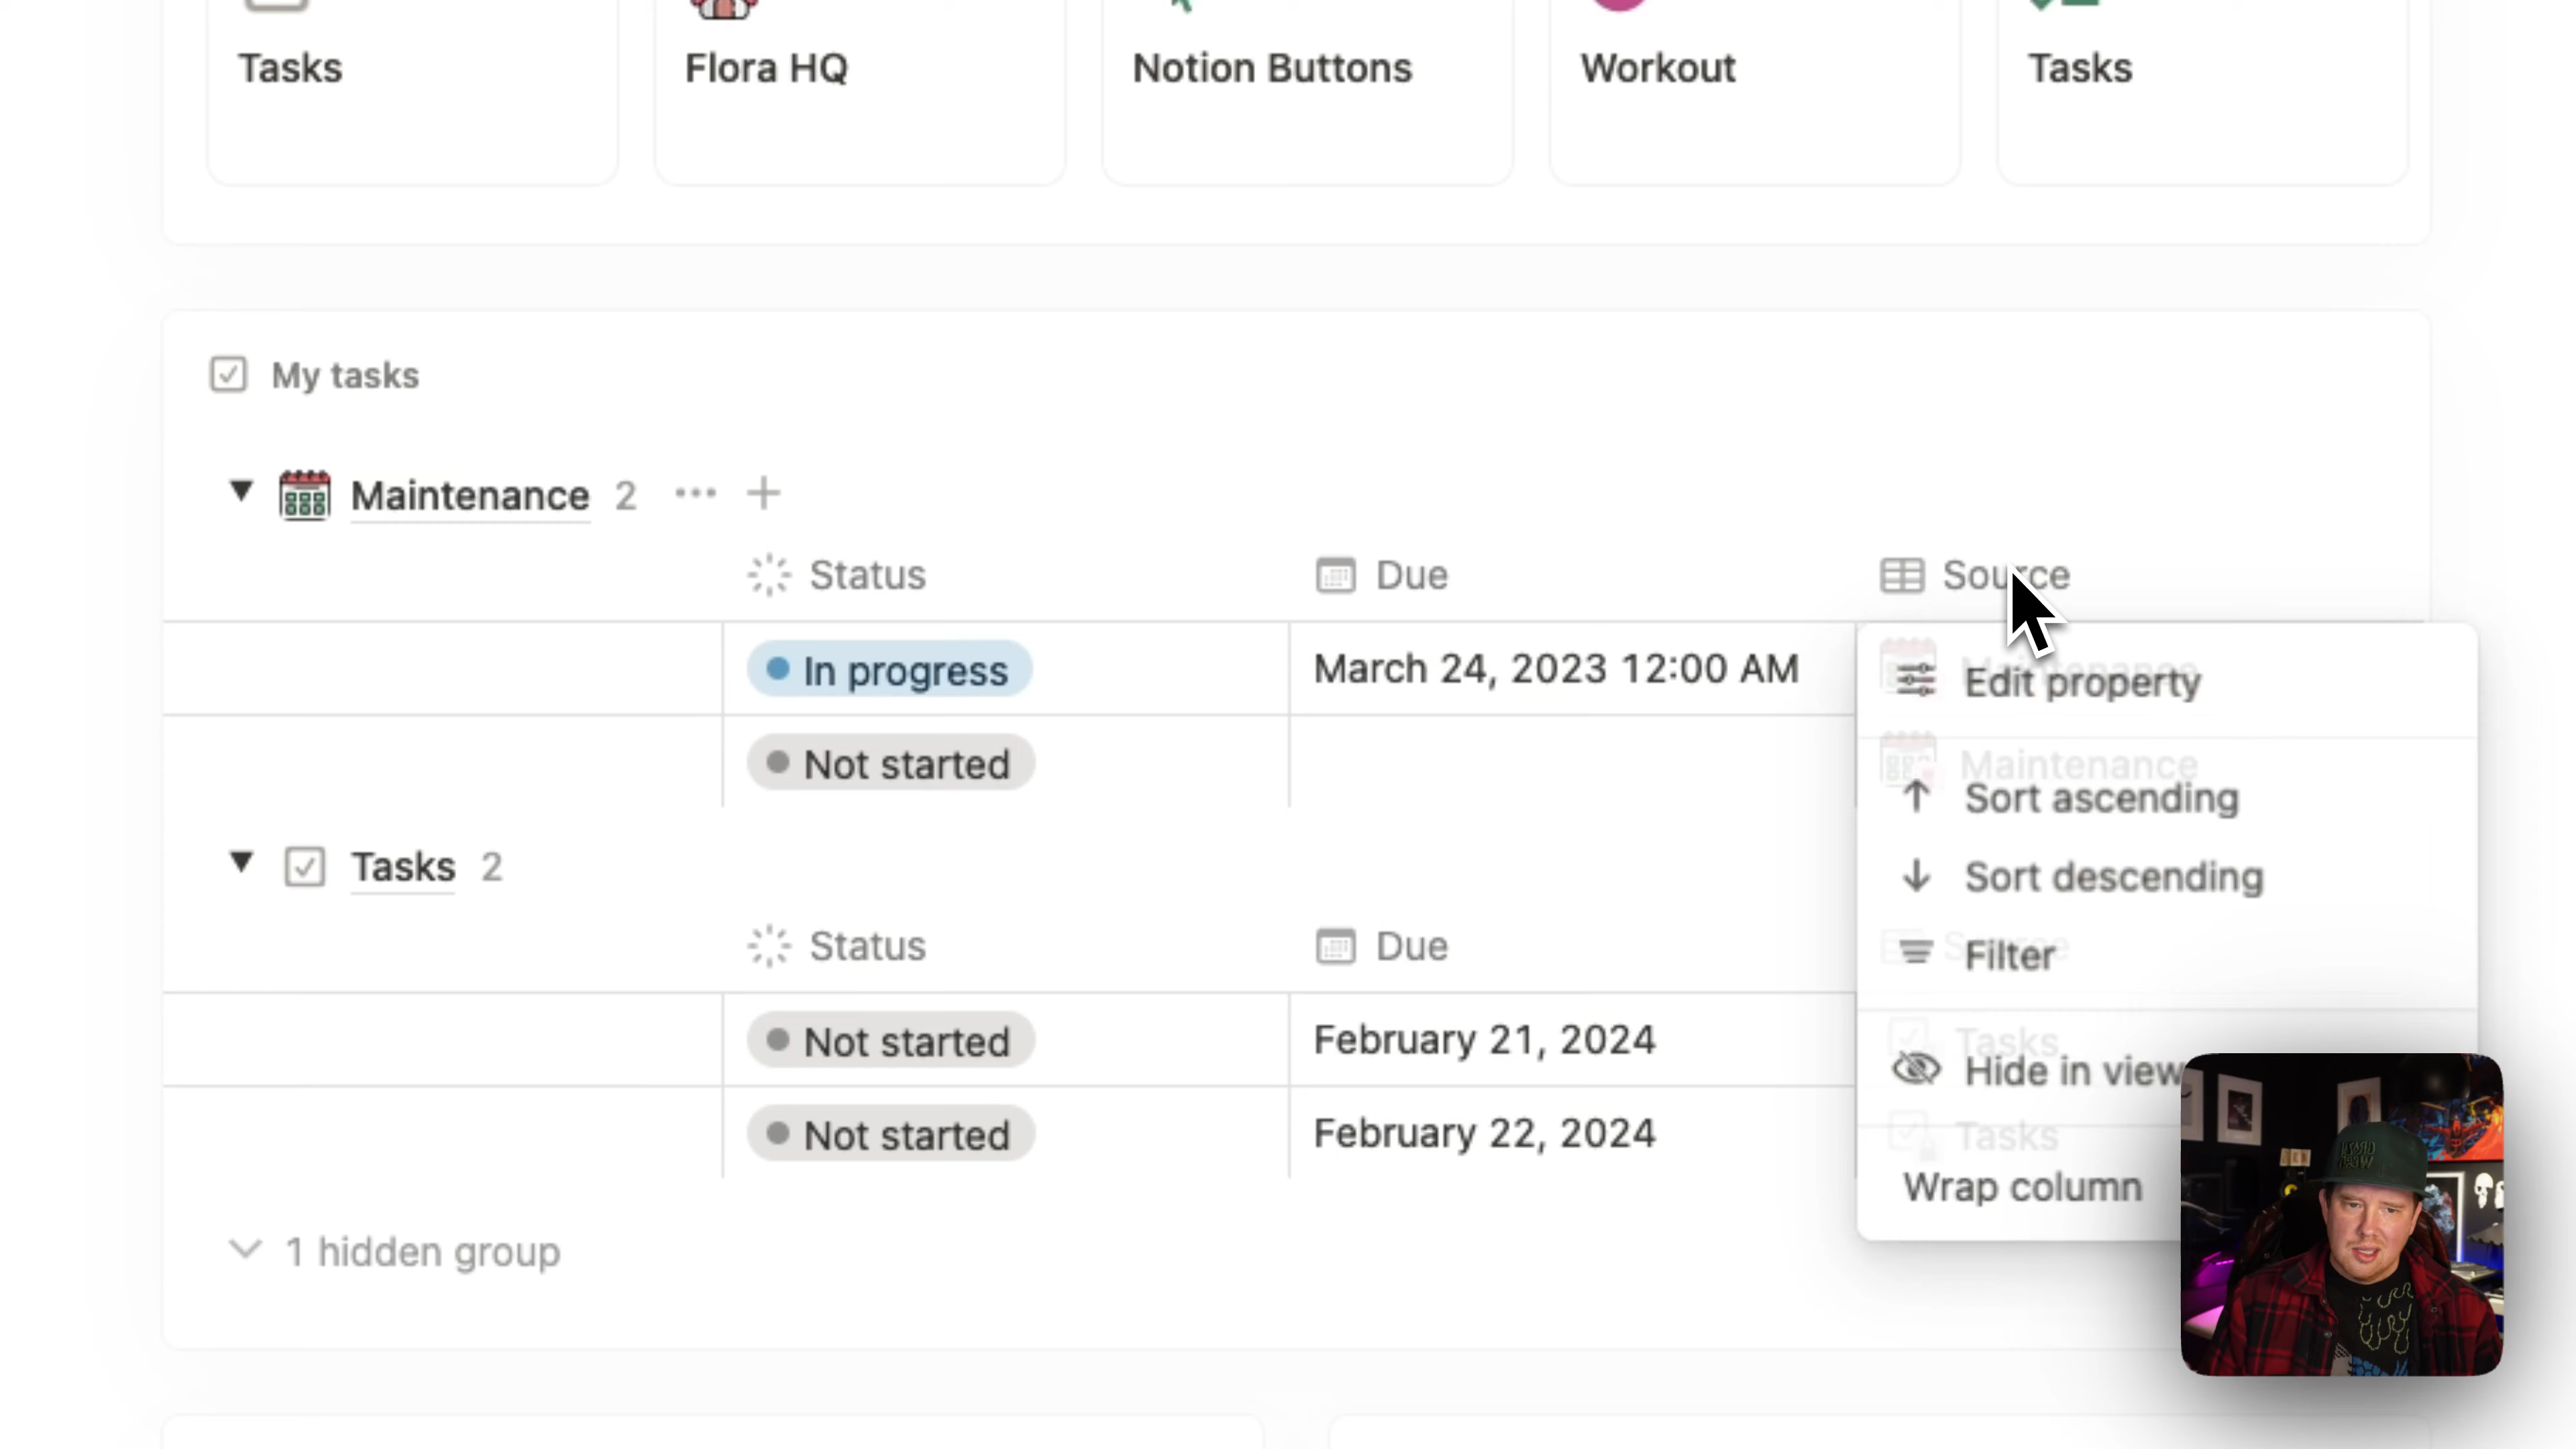 Tasks
Flora HQ
Notion Buttons
Workout
Tasks
My tasks
Maintenance 2
Status
Due
Source
In progress
March 24, 2023 12:00 AM
Maintenance
Edit property
Not started
Maintenance
Sort ascending
Sort descending
Tasks 2
Status
Due
Source
Filter
Not started
February 21, 2024
Tasks
Hide in view
Not started
February 22, 2024
Tasks
Wrap column
1 hidden group